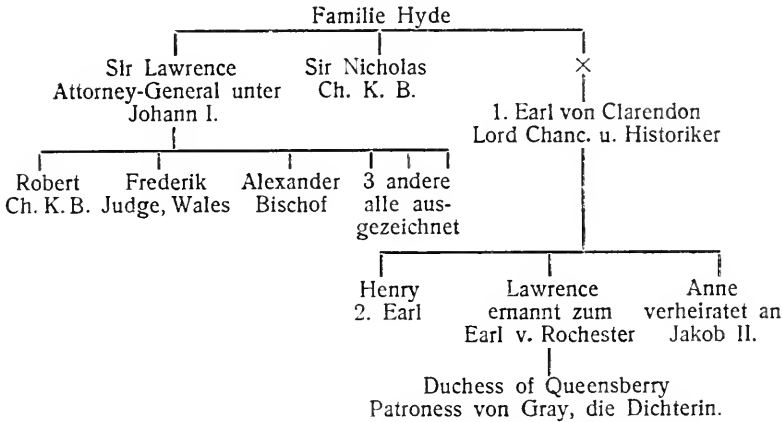 Familie Hyde
Sir Lawrence
Attorney-General unter
Johann I.
Sir Nicholas
Ch. K. B.
×
1. Earl von Clarendon
Lord Chanc. u. Historiker
Robert
Ch. K. B.
Frederik
Judge, Wales
Alexander
Bischof
3 andere
alle aus-
gezeichnet
Henry
2. Earl
Lawrence
ernannt zum
Earl v. Rochester
Anne
verheiratet an
Jakob II.
Duchess of Queensberry
Patroness von Gray, die Dichterin.